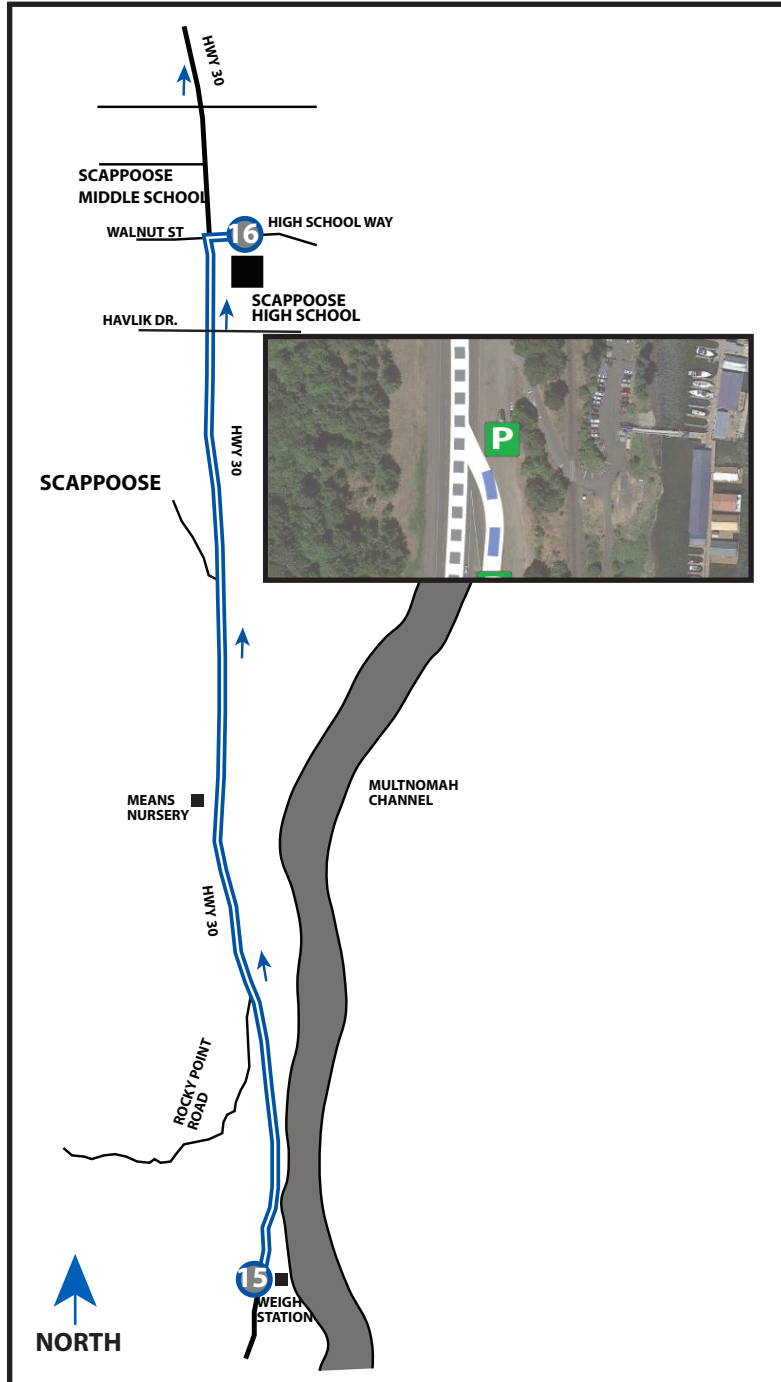 HWY 30
SCAPPOOSE
MIDDLE SCHOOL
WALNUT ST
16
HIGH SCHOOL WAY
SCAPPOOSE
HIGH SCHOOL
HAVLIK DR.
P
HWY 30
SCAPPOOSE
MEANS
NURSERY
MULTNOMAH
CHANNEL
HWY 30
ROCKY POINT
ROAD
15
WEIGH
STATION
NORTH